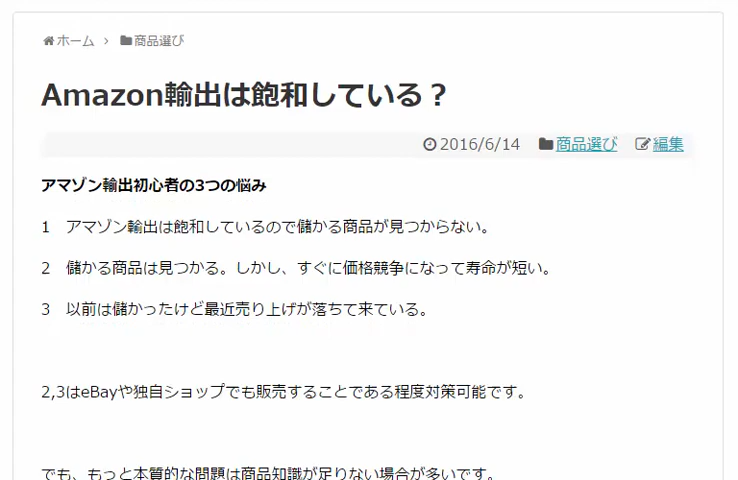 ホーム > 商品選び
Amazon輸出は飽和している？
2016/6/14 商品選び 編集
アマゾン輸出初心者の3つの悩み
1　アマゾン輸出は飽和しているので儲かる商品が見つからない。
2　儲かる商品は見つかる。しかし、すぐに価格競争になって寿命が短い。
3　以前は儲かったけど最近売り上げが落ちて来ている。
2,3はeBayや独自ショップでも販売することである程度対策可能です。
でも、もっと本質的な問題は商品知識が足りない場合が多いです。